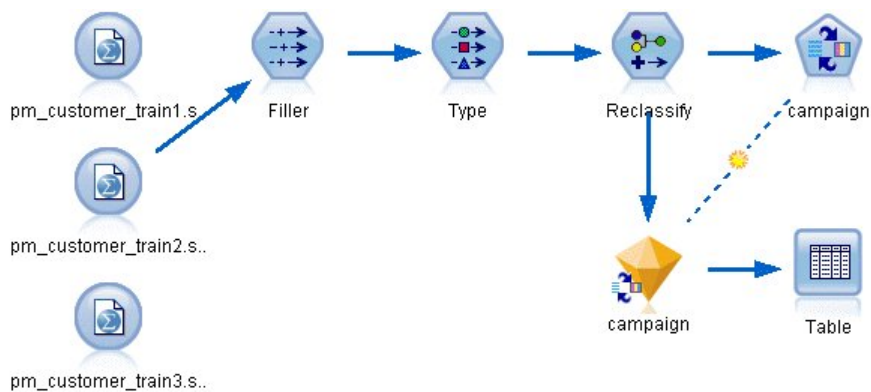 pm_customer_train1.s
Filler
Type
Reclassify
campaign
pm_customer_train2.s..
campaign
Table
pm_customer_train3.s..